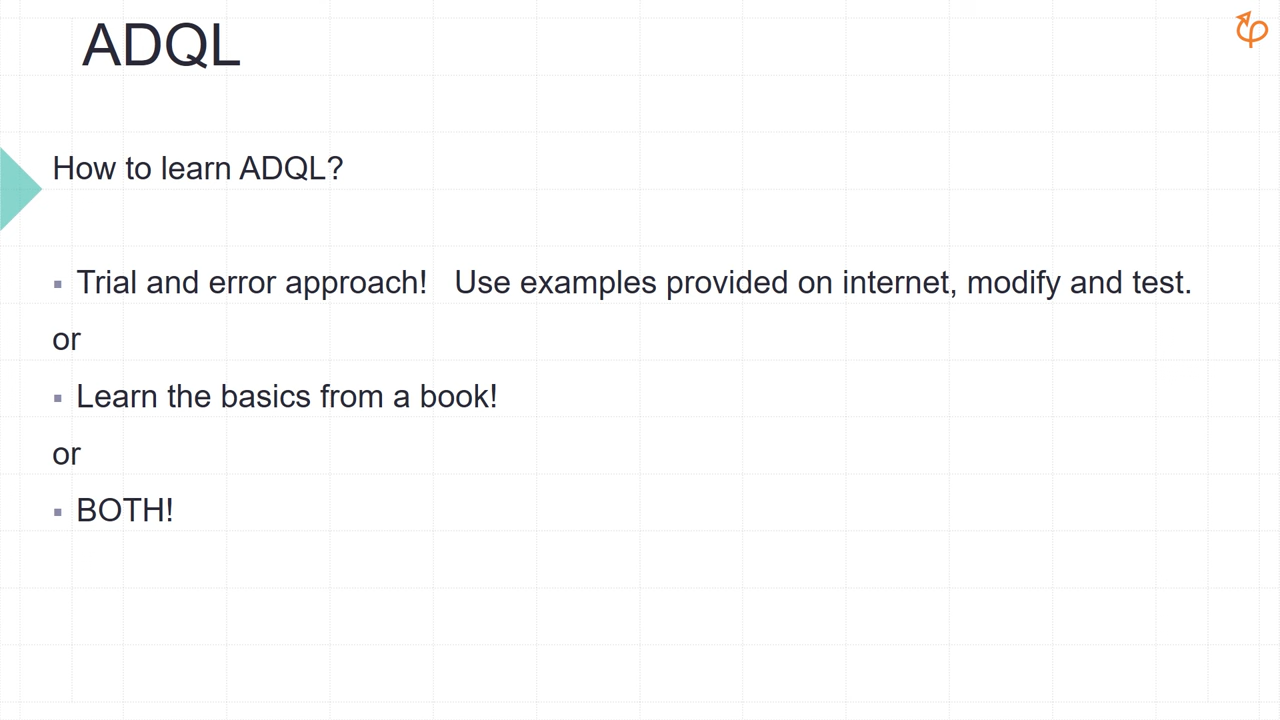 ADQL
How to learn ADQL?
▪ Trial and error approach! Use examples provided on internet, modify and test.
or
▪ Learn the basics from a book!
or
▪ BOTH!